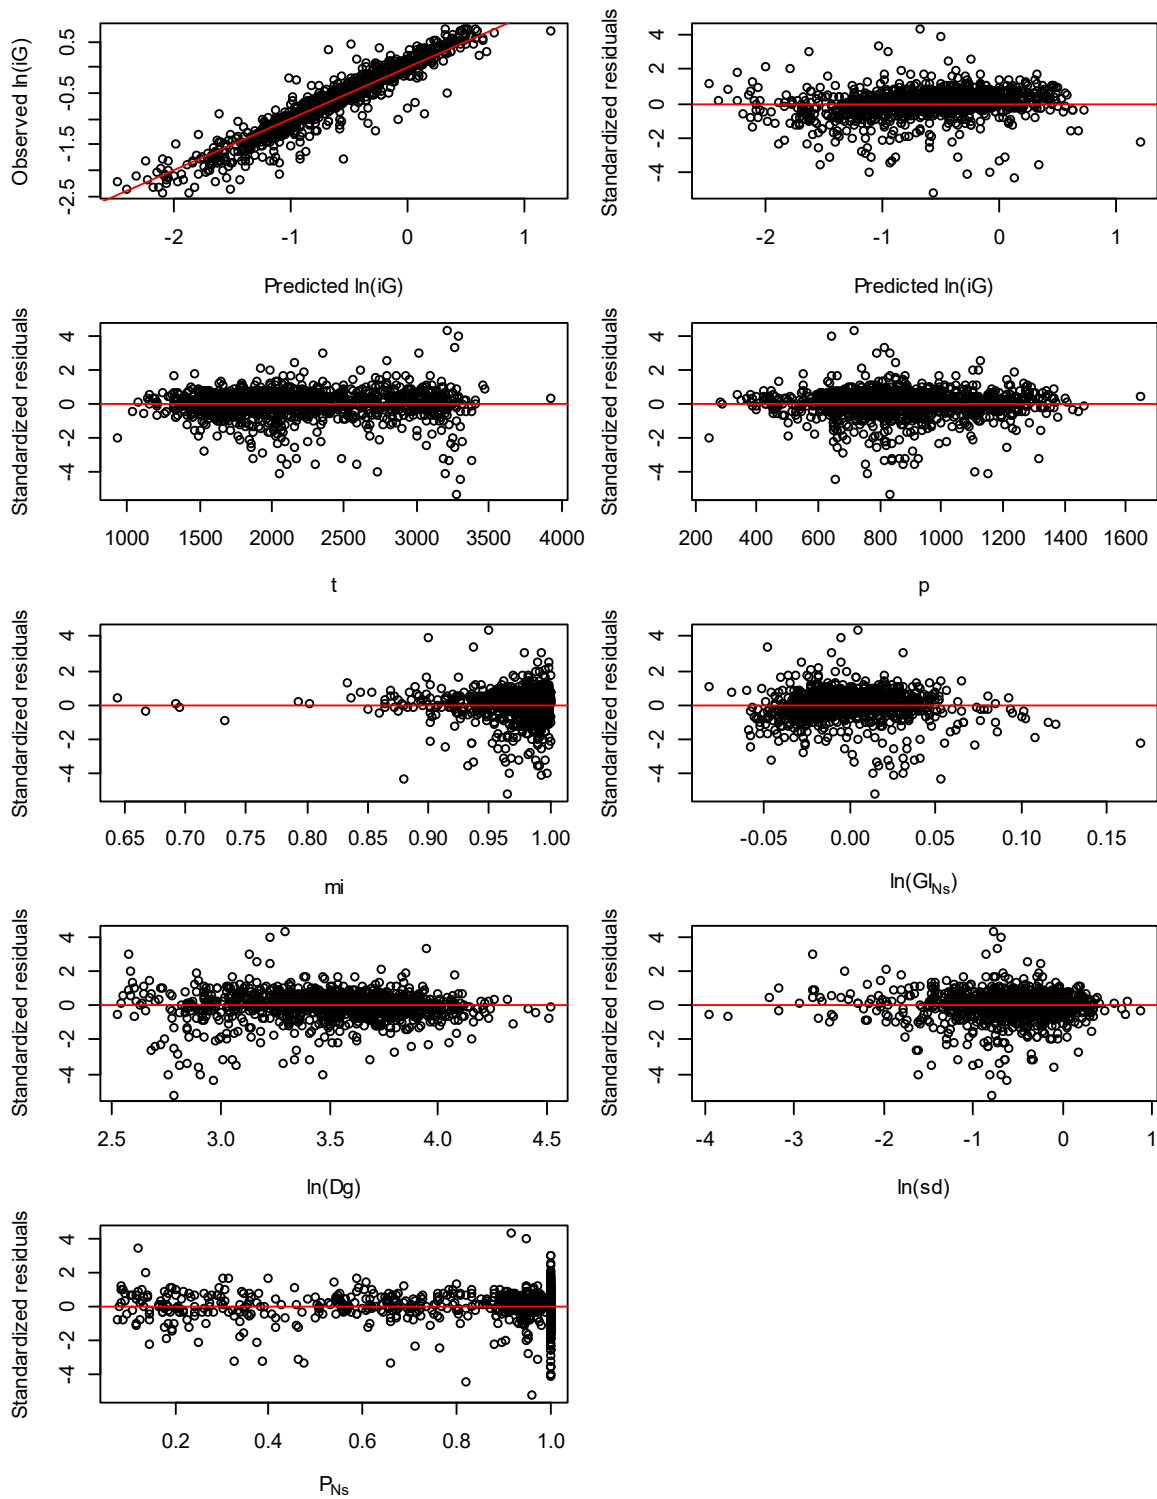 Observed ln(iG)
0.5
-0.5
-1.5
-2.5
-2 -1 0 1
Predicted ln(iG)
Standardized residuals
4
2
0
-2
-4
-2 -1 0 1
Predicted ln(iG)
Standardized residuals
4
2
0
-2
-4
1000 1500 2000 2500 3000 3500 4000
t
Standardized residuals
4
2
0
-2
-4
200 400 600 800 1000 1200 1400 1600
p
Standardized residuals
4
2
0
-2
-4
0.65 0.70 0.75 0.80 0.85 0.90 0.95 1.00
mi
Standardized residuals
4
2
0
-2
-4
-0.05 0.00 0.05 0.10 0.15
ln(GI_Ns)
Standardized residuals
4
2
0
-2
-4
2.5 3.0 3.5 4.0 4.5
ln(Dg)
Standardized residuals
4
2
0
-2
-4
-4 -3 -2 -1 0 1
ln(sd)
Standardized residuals
4
2
0
-2
-4
0.2 0.4 0.6 0.8 1.0
P_Ns